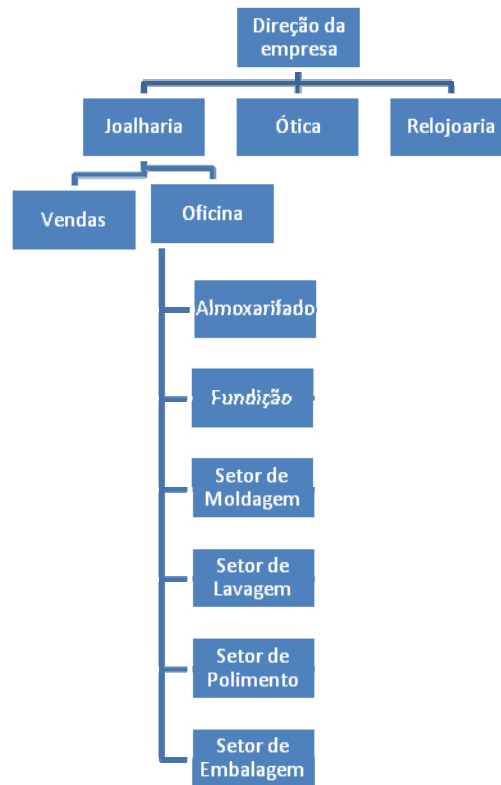 Direção da
empresa
Joalharia
Ótica
Relojoaria
Vendas
Oficina
Almoxarifado
Fundição
Setor de
Moldagem
Setor de
Lavagem
Setor de
Polimento
Setor de
Embalagem